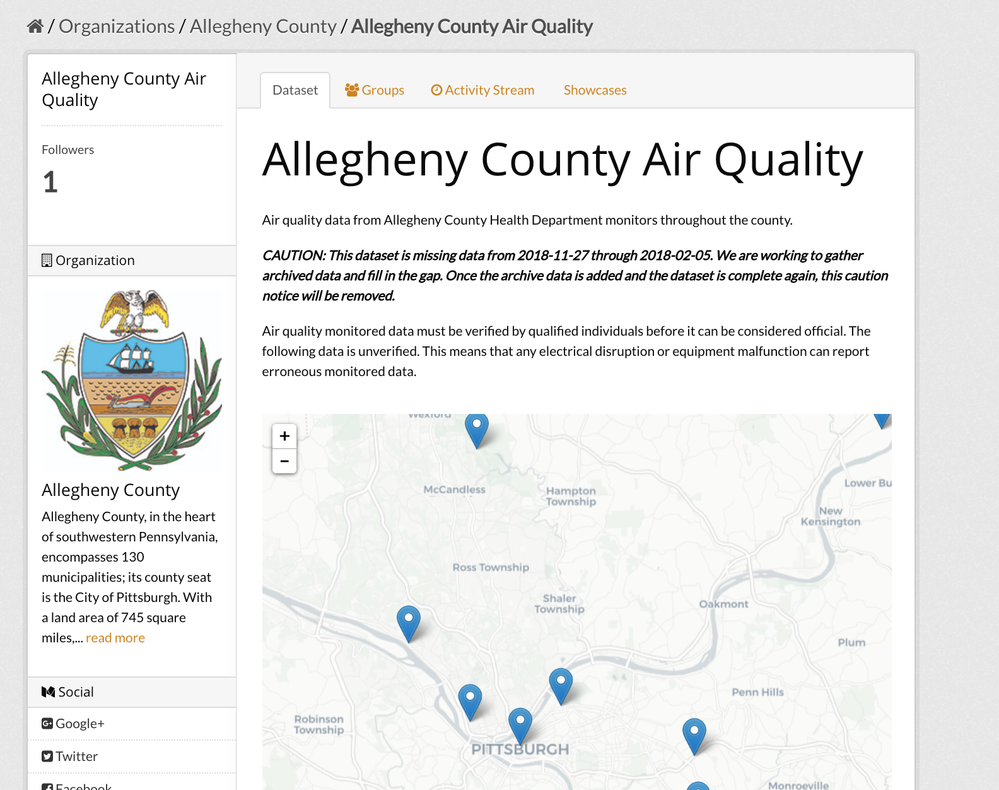 / Organizations / Allegheny County / Allegheny County Air Quality
Allegheny County Air
Quality
Followers
1
Organization
Allegheny County
Allegheny County, in the heart
of southwestern Pennsylvania,
encompasses 130
municipalities; its county seat
is the City of Pittsburgh. With
a land area of 745 square
miles,... read more
Social
Google+
Twitter
Facebook
Dataset
Groups
Activity Stream
Showcases
Allegheny County Air Quality
Air quality data from Allegheny County Health Department monitors throughout the county.
CAUTION: This dataset is missing data from 2018-11-27 through 2018-02-05. We are working to gather
archived data and fill in the gap. Once the archive data is added and the dataset is complete again, this caution
notice will be removed.
Air quality monitored data must be verified by qualified individuals before it can be considered official. The
following data is unverified. This means that any electrical disruption or equipment malfunction can report
erroneous monitored data.
+
−
Wexford
McCandless
Hampton
Township
Lower Bu
New
Kensington
Ross Township
Shaler
Township
Oakmont
Plum
Penn Hills
Robinson
Township
PITTSBURGH
Monroeville